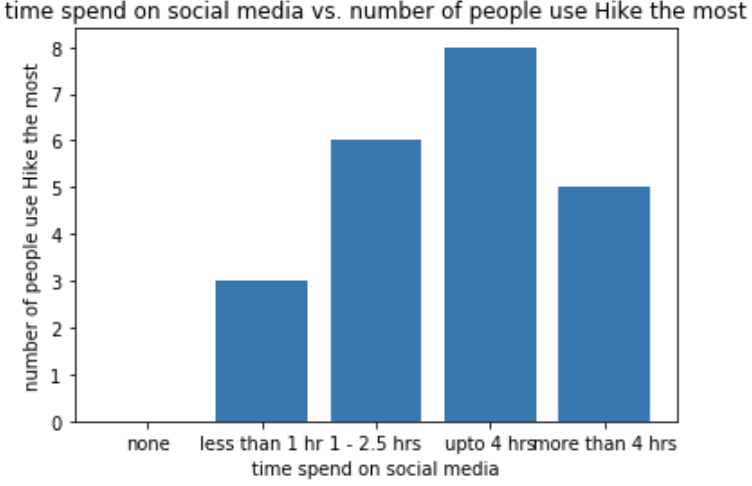 time spend on social media vs. number of people use Hike the most
number of people use Hike the most
8
7
6
5
4
3
2
1
0
none less than 1 hr 1 - 2.5 hrs upto 4 hrs more than 4 hrs
time spend on social media